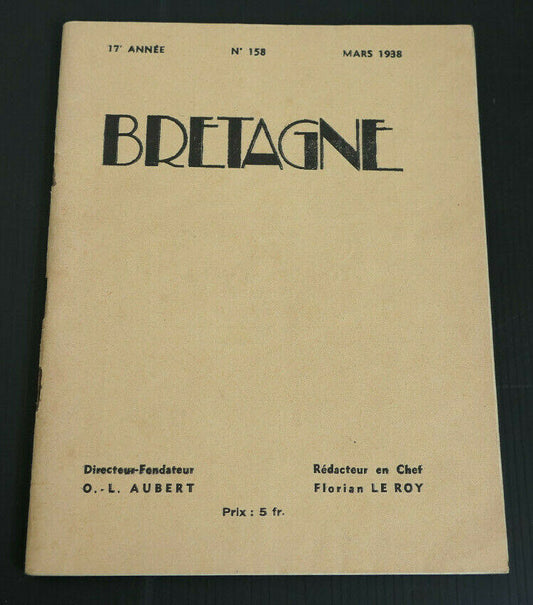 17ᵉ ANNÉE N° 158 MARS 1938
BRETAGNE
Directeur-Fondateur Rédacteur en Chef
O.-L. AUBERT Florian LE ROY
Prix : 5 fr.